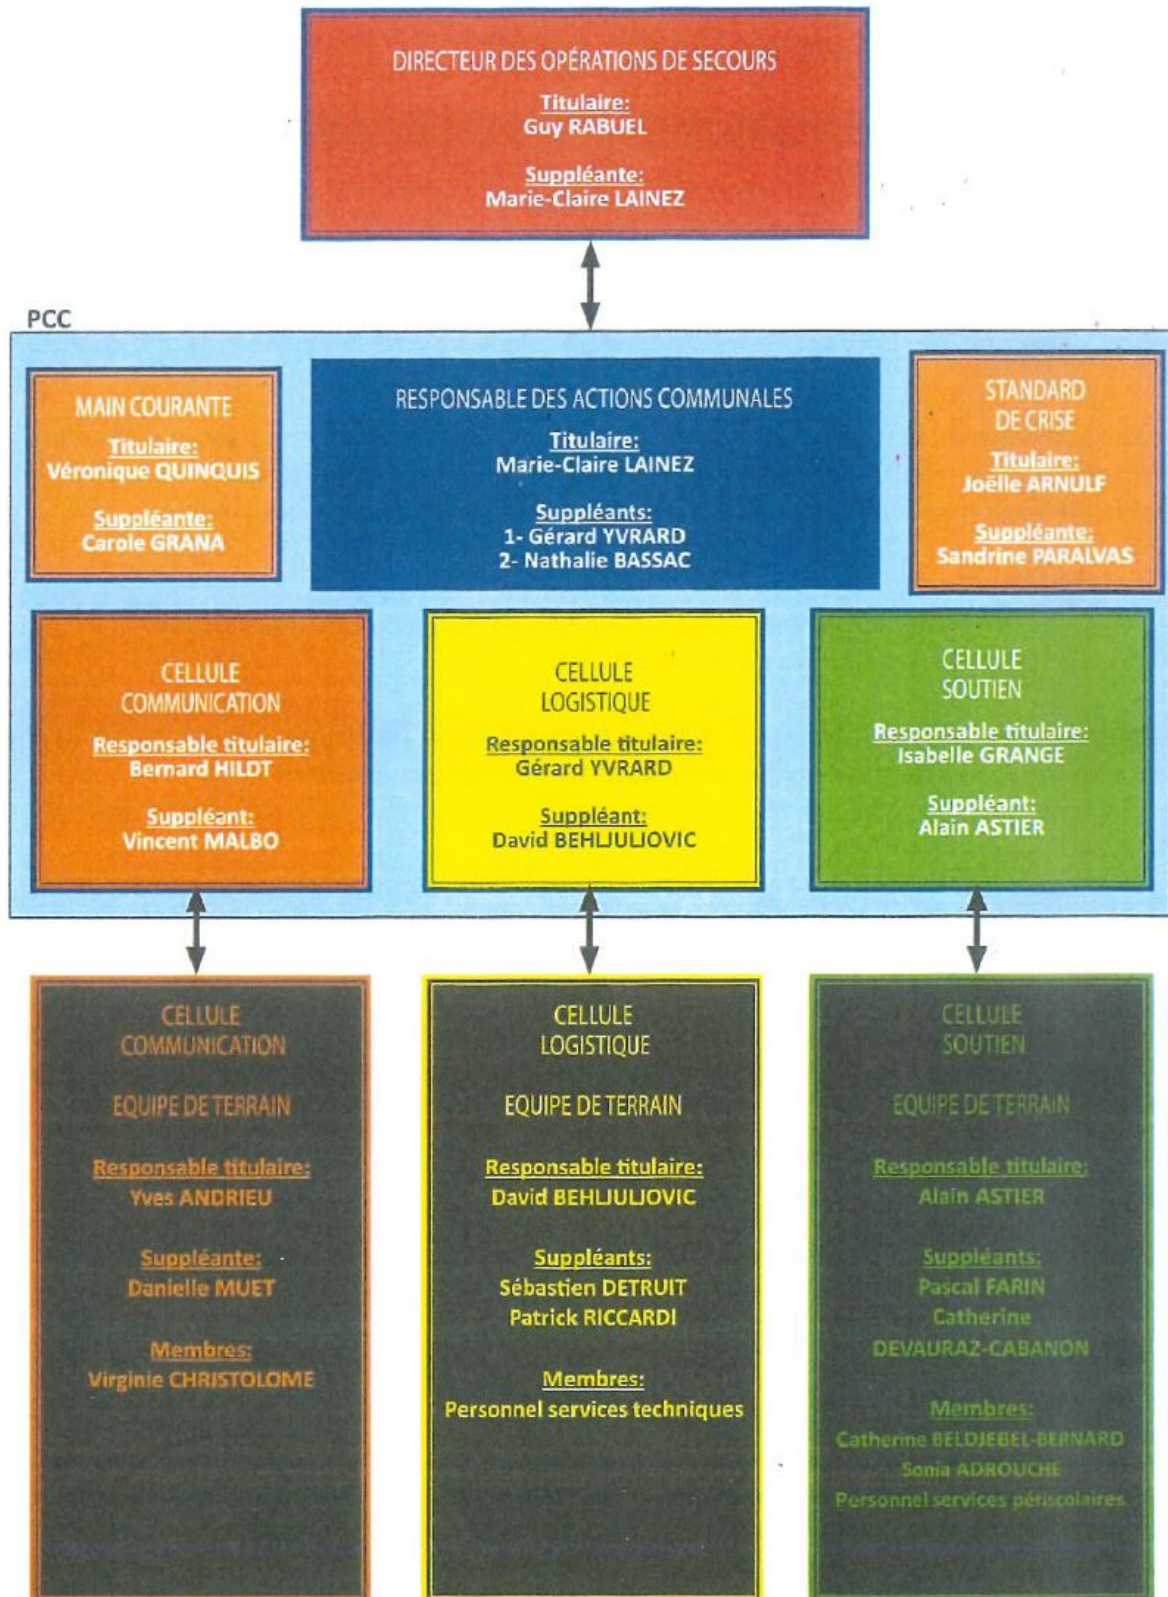 DIRECTEUR DES OPÉRATIONS DE SECOURS
Titulaire:
Guy RABUEL
Suppléante:
Marie-Claire LAINEZ
PCC
MAIN COURANTE
Titulaire:
Véronique QUINQUIS
Suppléante:
Carole GRANA
RESPONSABLE DES ACTIONS COMMUNALES
Titulaire:
Marie-Claire LAINEZ
Suppléants:
1- Gérard YVRARD
2- Nathalie BASSAC
STANDARD
DE CRISE
Titulaire:
Joëlle ARNULF
Suppléante:
Sandrine PARALVAS
CELLULE
COMMUNICATION
Responsable titulaire:
Bernard HILDT
Suppléant:
Vincent MALBO
CELLULE
LOGISTIQUE
Responsable titulaire:
Gérard YVRARD
Suppléant:
David BEHLJULJOVIC
CELLULE
SOUTIEN
Responsable titulaire:
Isabelle GRANGE
Suppléant:
Alain ASTIER
CELLULE
COMMUNICATION
EQUIPE DE TERRAIN
Responsable titulaire:
Yves ANDRIEU
Suppléante:
Danielle MUET
Membres:
Virginie CHRISTOLOME
CELLULE
LOGISTIQUE
EQUIPE DE TERRAIN
Responsable titulaire:
David BEHLJULJOVIC
Suppléants:
Sébastien DETRUIT
Patrick RICCARDI
Membres:
Personnel services techniques
CELLULE
SOUTIEN
EQUIPE DE TERRAIN
Responsable titulaire:
Alain ASTIER
Suppléants:
Pascal FARIN
Catherine
DEVAURAZ-CABANON
Membres:
Catherine BELDJEBEL-BERNARD
Sonia ADROUCHE
Personnel services périscolaires